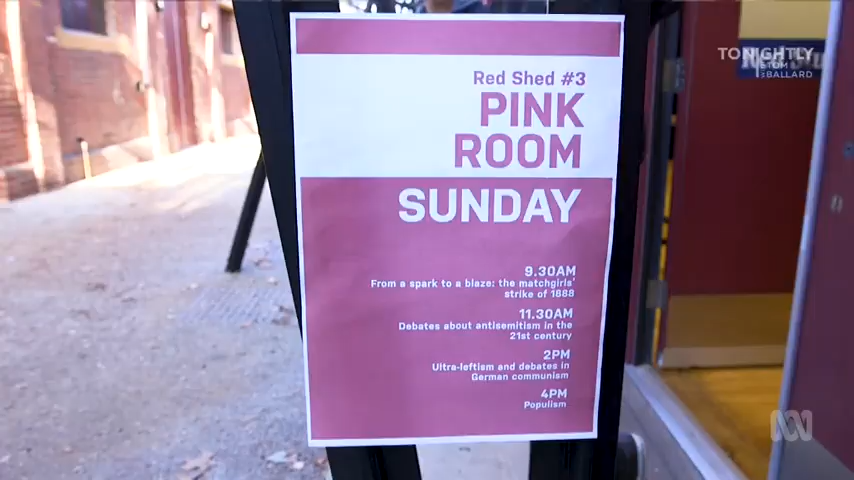 Red Shed #3
PINK
ROOM
SUNDAY
9.30AM
From a spark to a blaze: the matchgirls'
strike of 1888
11.30AM
Debates about antisemitism in the
21st century
2PM
Ultra-leftism and debates in
German communism
4PM
Populism
TONIGHTLY
TOM
BALLARD